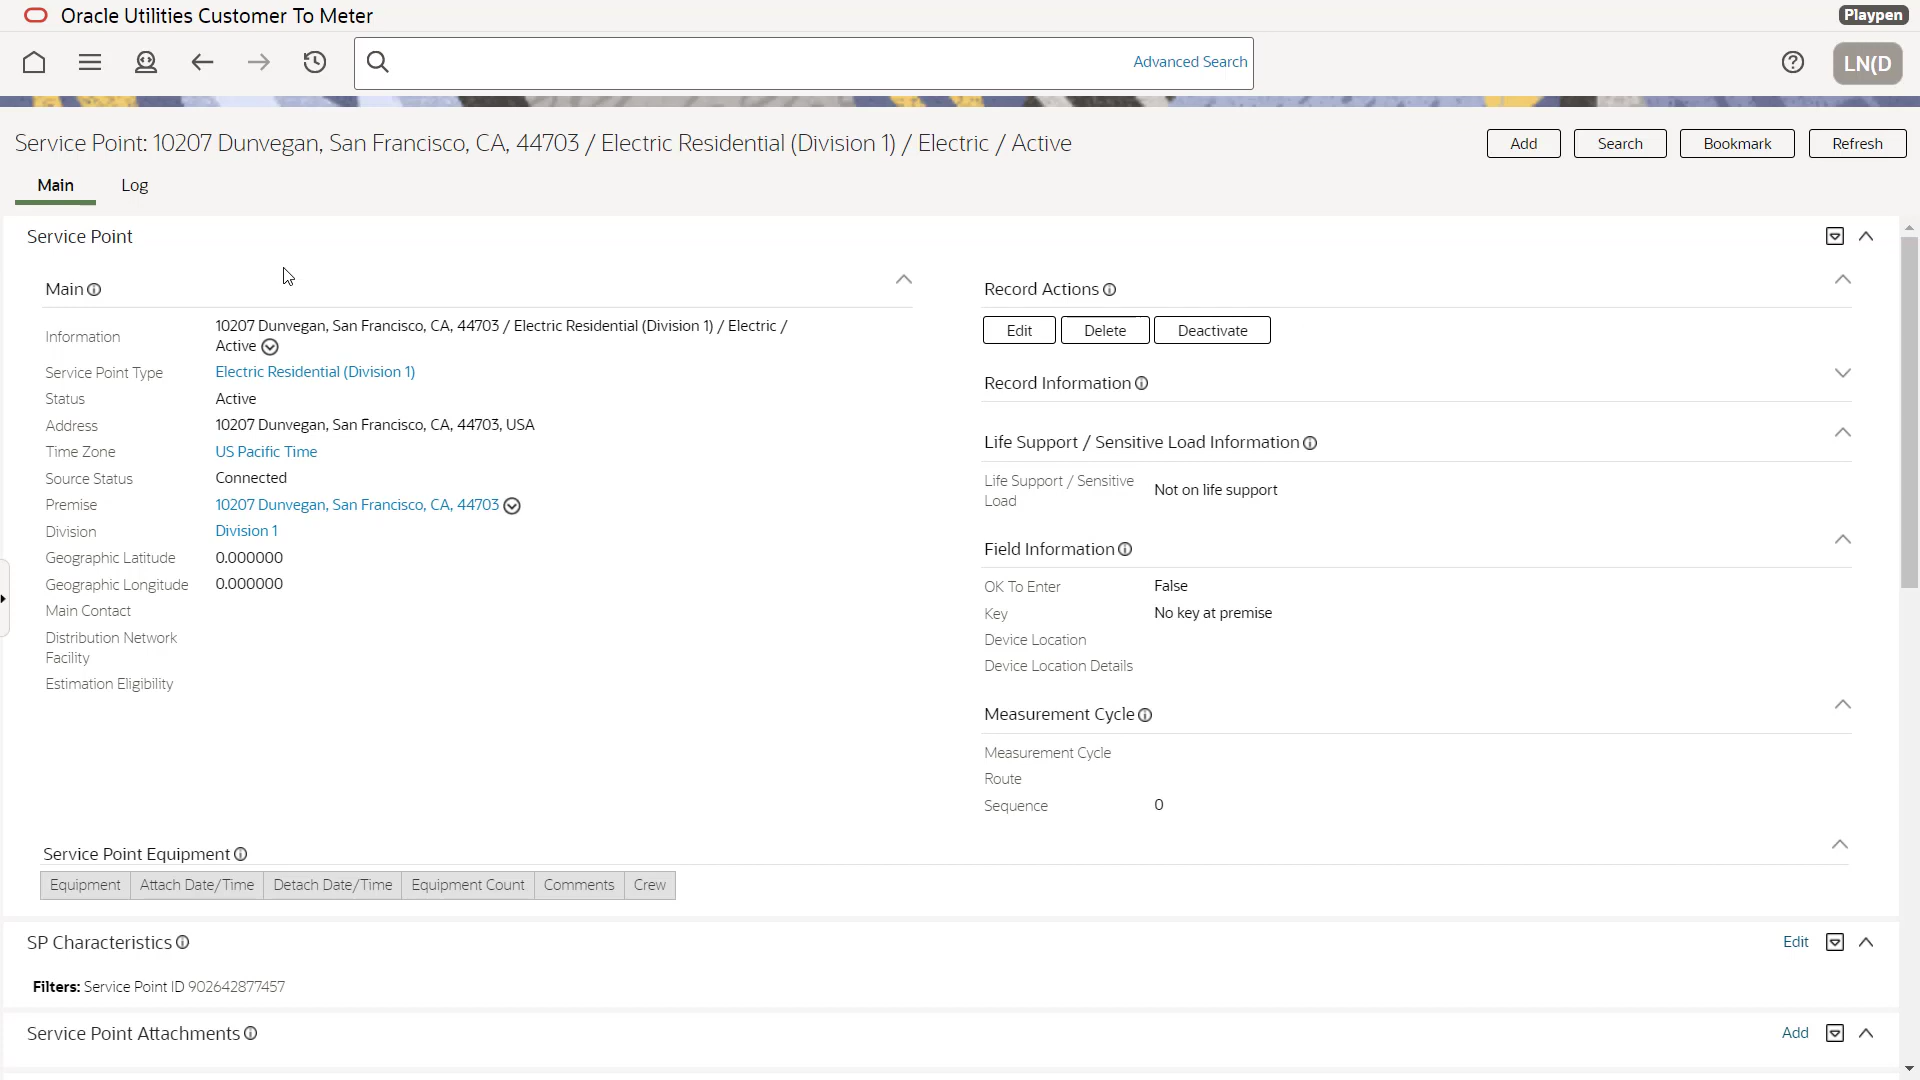 Oracle Utilities Customer To Meter
Playpen
Advanced Search
LN(D
Service Point: 10207 Dunvegan, San Francisco, CA, 44703 / Electric Residential (Division 1) / Electric / Active
Add
Search
Bookmark
Refresh
Main
Log
Service Point
Main
Information
10207 Dunvegan, San Francisco, CA, 44703 / Electric Residential (Division 1) / Electric /
Active
Service Point Type
Electric Residential (Division 1)
Status
Active
Address
10207 Dunvegan, San Francisco, CA, 44703, USA
Time Zone
US Pacific Time
Source Status
Connected
Premise
10207 Dunvegan, San Francisco, CA, 44703
Division
Division 1
Geographic Latitude
0.000000
Geographic Longitude
0.000000
Main Contact
Distribution Network
Facility
Estimation Eligibility
Record Actions
Edit
Delete
Deactivate
Record Information
Life Support / Sensitive Load Information
Life Support / Sensitive
Load
Not on life support
Field Information
OK To Enter
False
Key
No key at premise
Device Location
Device Location Details
Measurement Cycle
Measurement Cycle
Route
Sequence
0
Service Point Equipment
Equipment
Attach Date/Time
Detach Date/Time
Equipment Count
Comments
Crew
SP Characteristics
Edit
Filters: Service Point ID 902642877457
Service Point Attachments
Add